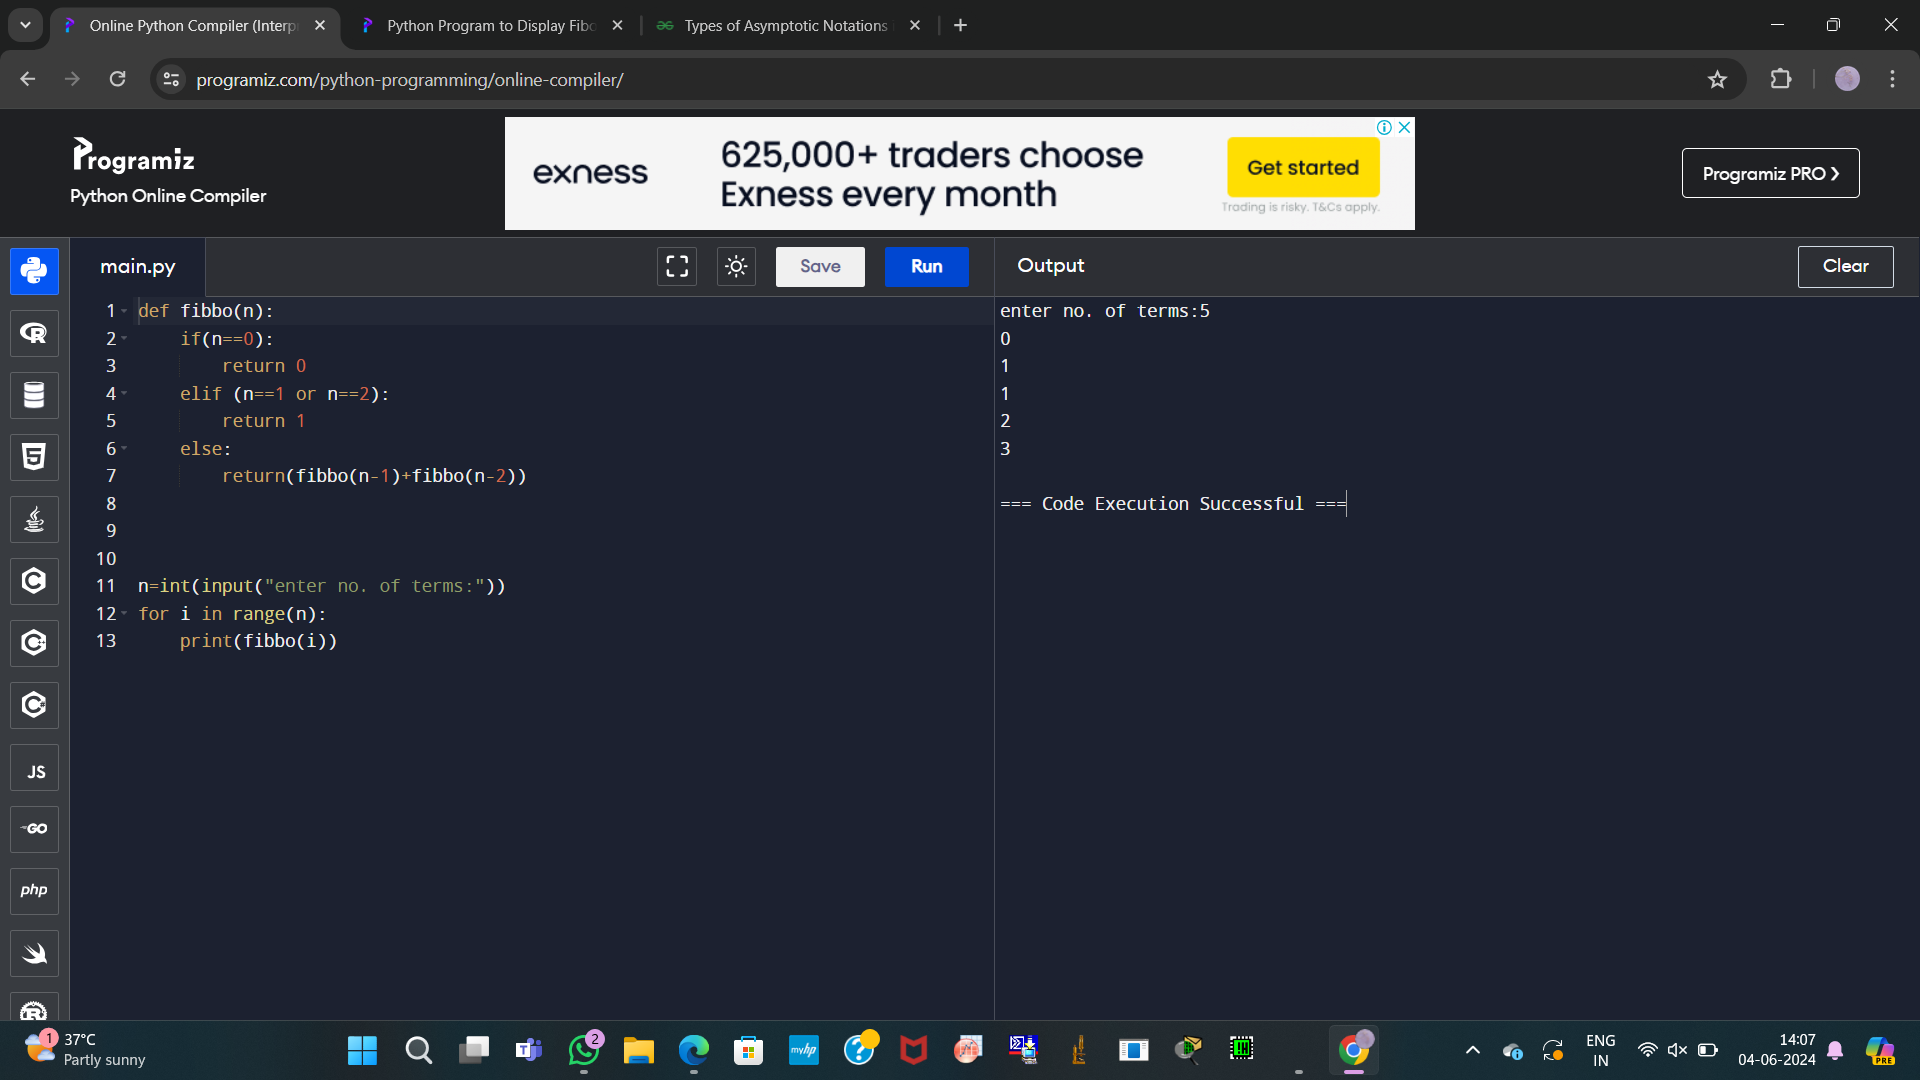 Online Python Compiler (Interp
Python Program to Display Fibo
Types of Asymptotic Notations
programiz.com/python-programming/online-compiler/
Programiz
Python Online Compiler
exness
625,000+ traders choose
Exness every month
Get started
Trading is risky. T&Cs apply.
Programiz PRO
main.py
Save
Run
Output
Clear
1 def fibbo(n):
2 if(n==0):
3 return 0
4 elif (n==1 or n==2):
5 return 1
6 else:
7 return(fibbo(n-1)+fibbo(n-2))
8
9
10
11 n=int(input("enter no. of terms:"))
12 for i in range(n):
13 print(fibbo(i))
enter no. of terms:5
0
1
1
2
3
=== Code Execution Successful ===
JS
GO
php
1
37°C
Partly sunny
2
myhp
ENG
IN
14:07
04-06-2024
PRE